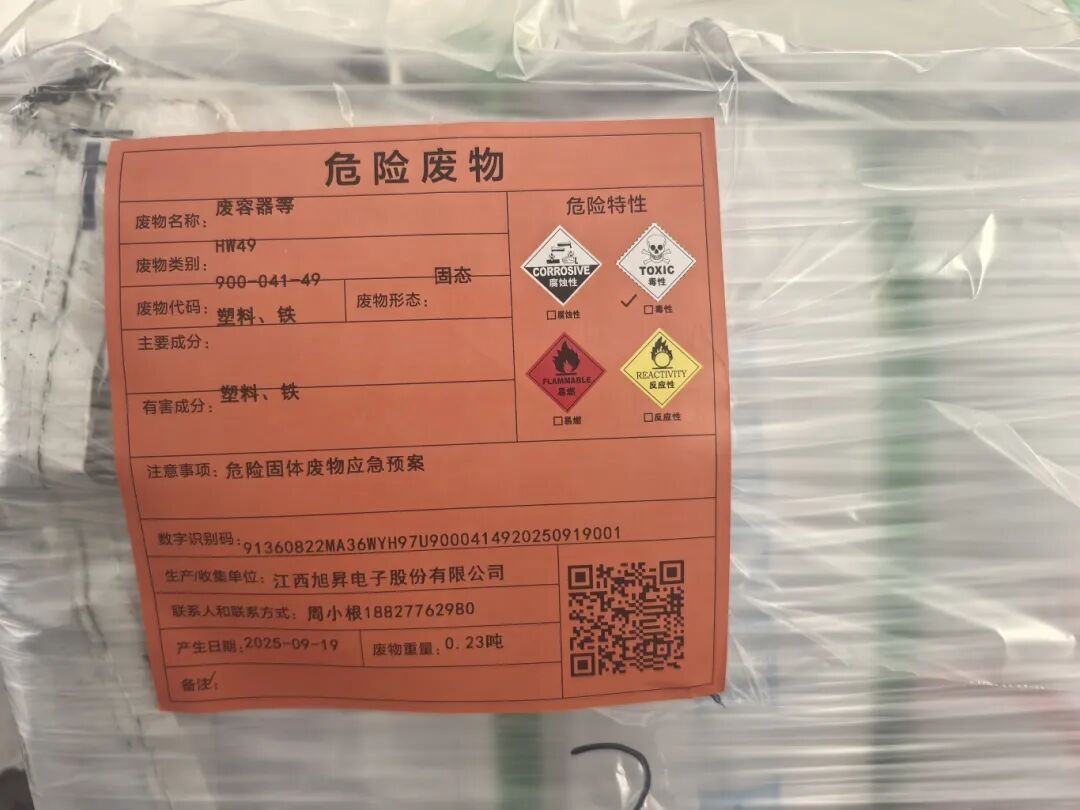 危险废物
废物名称：废容器等
废物类别：HW49
废物代码：900-041-49
废物形态：固态
主要成分：塑料、铁
有害成分：塑料、铁
危险特性
CORROSIVE
腐蚀性
TOXIC
毒性
□腐蚀性
✓□毒性
FLAMMABLE
易燃
REACTIVITY
反应性
□易燃
□反应性
注意事项：危险固体废物应急预案
数字识别码：91360822MA36WYH97U9000414920250919001
生产/收集单位：江西旭昇电子股份有限公司
联系人和联系方式：周小根18827762980
产生日期：2025-09-19
废物重量：0.23吨
备注：